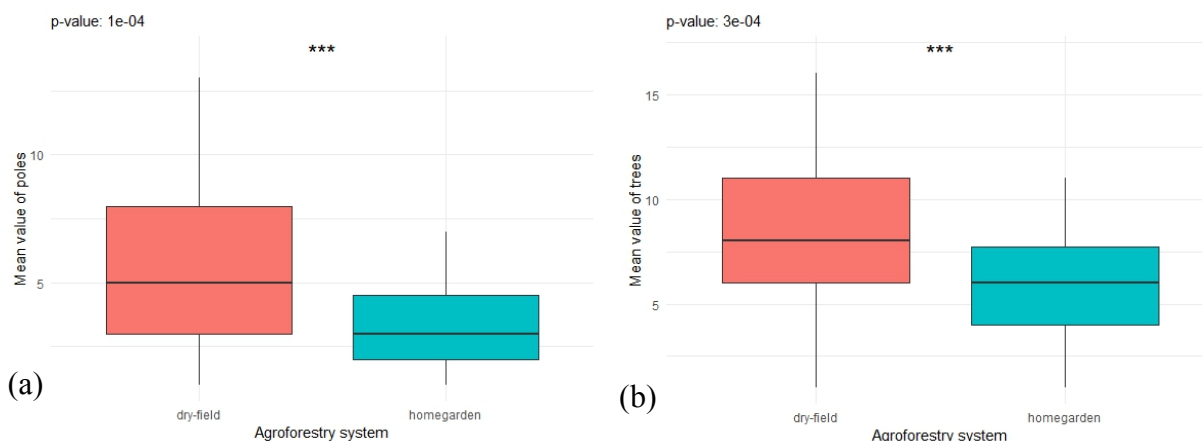 p-value: 1e-04
***
10
5
Mean value of poles
dry-field
homegarden
Agroforestry system
(a)
p-value: 3e-04
***
15
10
5
Mean value of trees
dry-field
homegarden
Agroforestry system
(b)